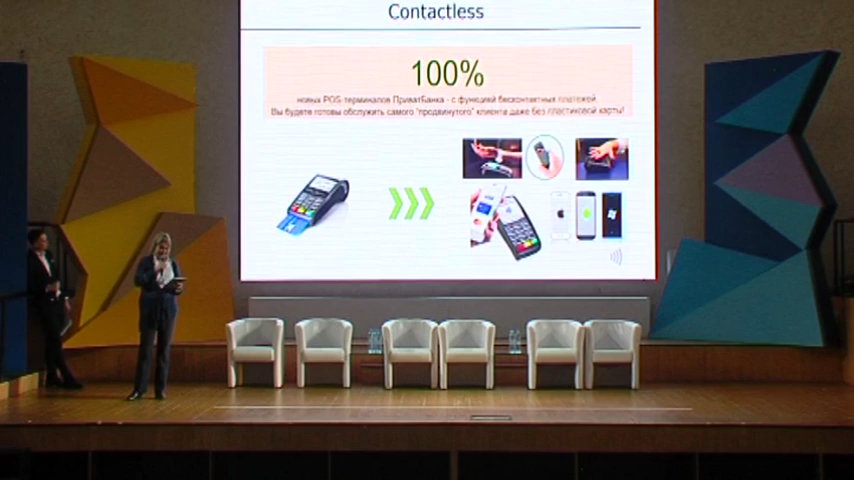 Contactless
100%
новых POS-терминалов ПриватБанка - с функцией бесконтактных платежей.
Вы будете готовы обслужить самого "продвинутого" клиента даже без пластиковой карты!